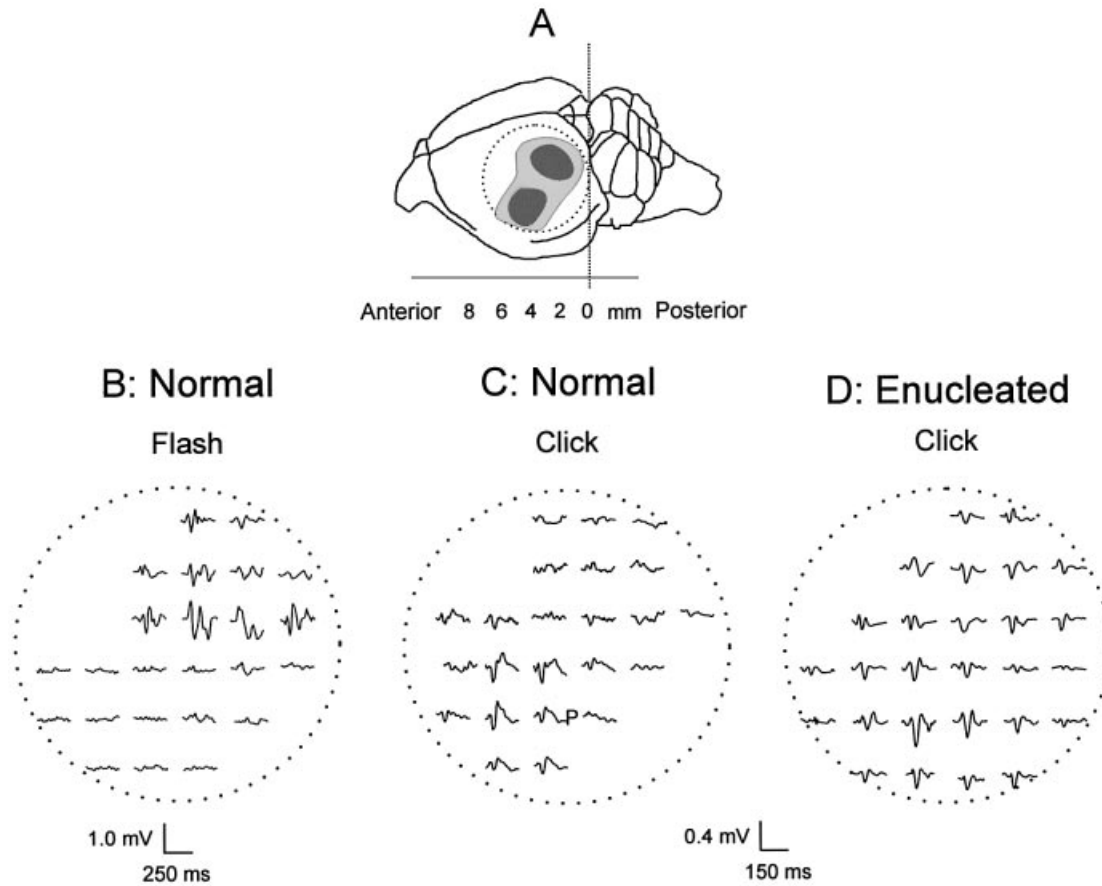 A
Anterior 8 6 4 2 0 mm Posterior
B: Normal
Flash
C: Normal
Click
D: Enucleated
Click
P
1.0 mV
250 ms
0.4 mV
150 ms